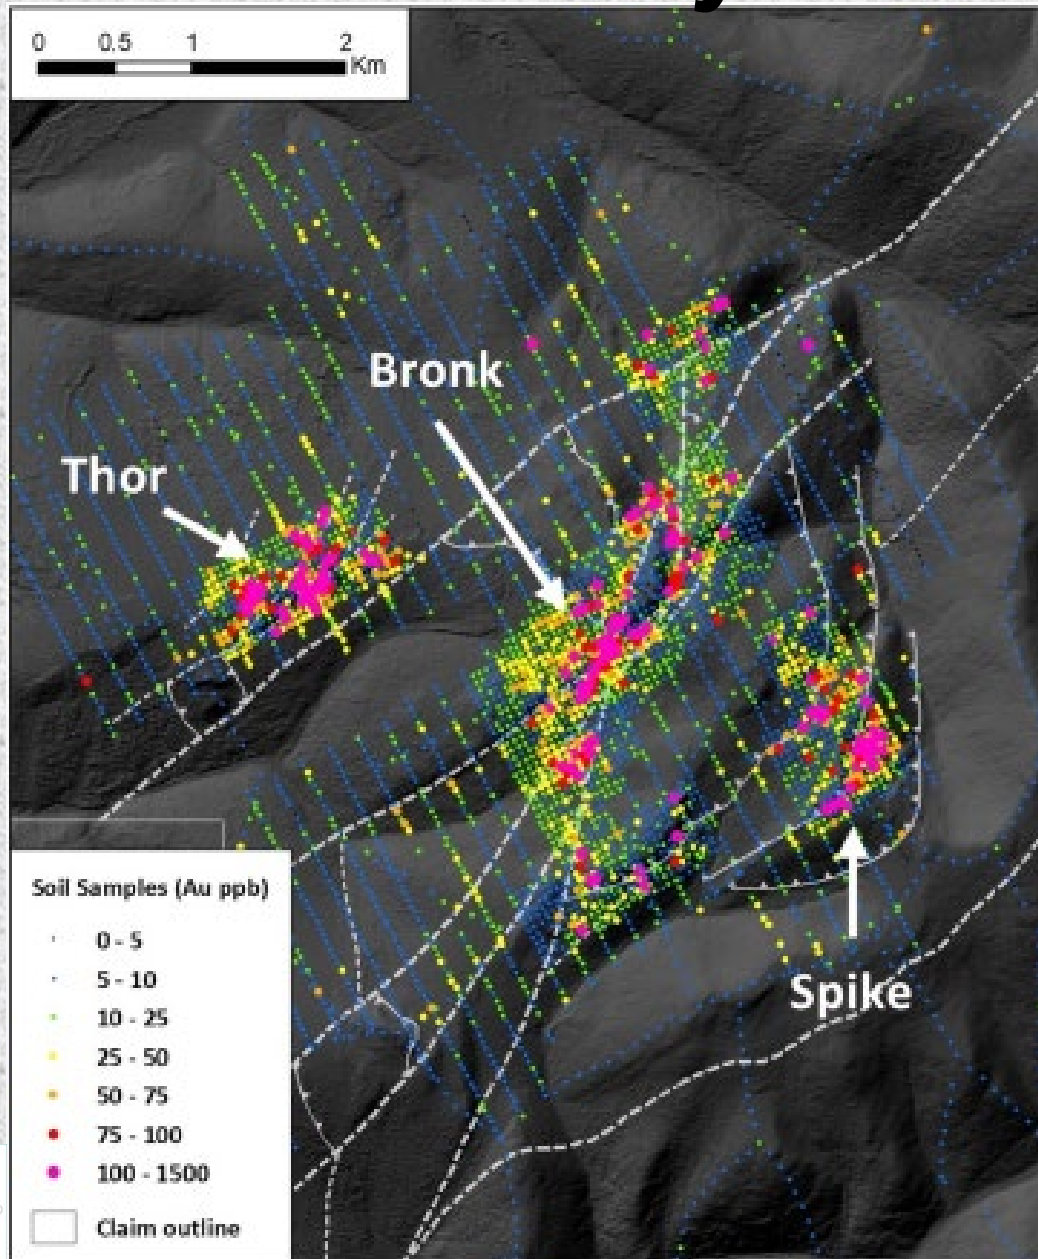 0 0.5 1 2
Km
Bronk
Thor
Spike
Soil Samples (Au ppb)
0 - 5
5 - 10
10 - 25
25 - 50
50 - 75
75 - 100
100 - 1500
Claim outline